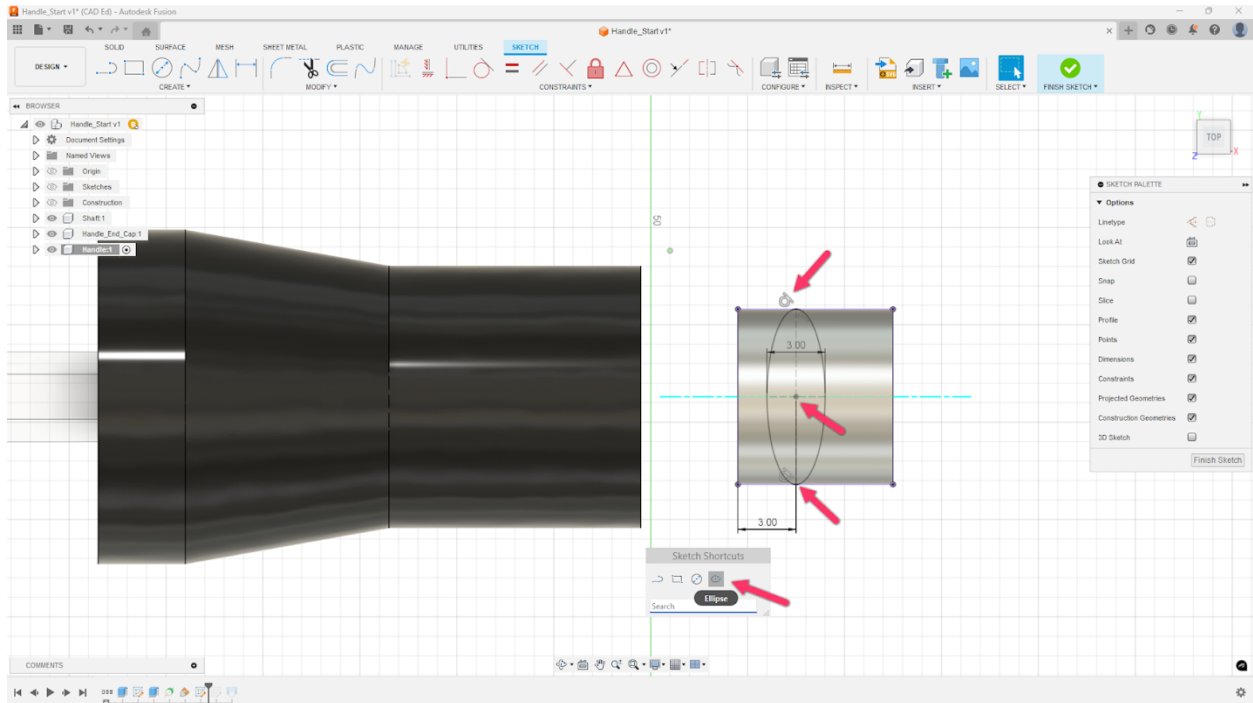 Handle_Start v1* (CAD Ed) - Autodesk Fusion
Handle_Start v1*
SOLID SURFACE MESH SHEET METAL PLASTIC MANAGE UTILITIES SKETCH
DESIGN
CREATE MODIFY CONSTRAINTS CONFIGURE INSPECT INSERT SELECT FINISH SKETCH
BROWSER
Handle_Start v1
Document Settings
Named Views
Origin
Sketches
Construction
Shaft:1
Handle_End_Cap:1
Handle:1
Y
TOP
Z
X
SKETCH PALETTE
Options
Linetype
Look At
Sketch Grid
Snap
Slice
Profile
Points
Dimensions
Constraints
Projected Geometries
Construction Geometries
3D Sketch
Finish Sketch
50
3.00
3.00
Sketch Shortcuts
Ellipse
Search
COMMENTS